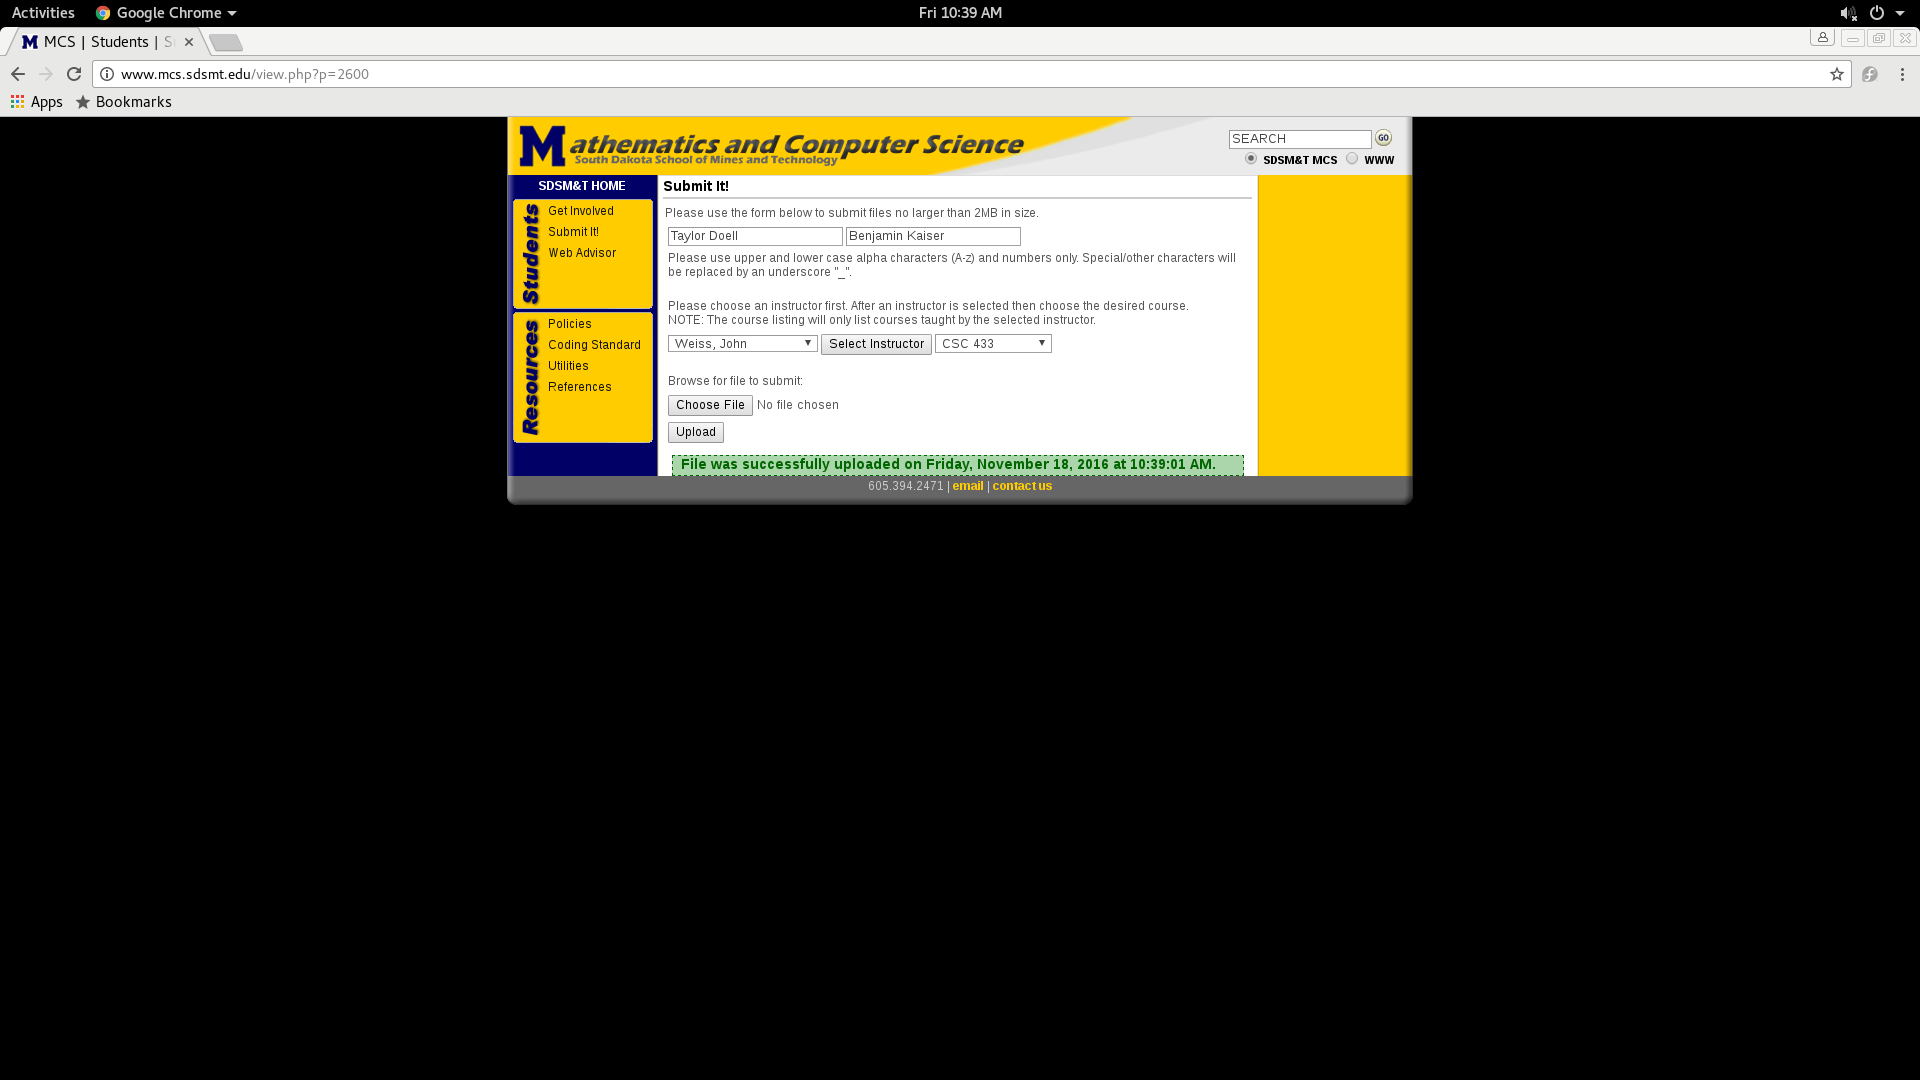 Activities Google Chrome Fri 10:39 AM
MCS | Students |
www.mcs.sdsmt.edu/view.php?p=2600
Apps Bookmarks
Mathematics and Computer Science
South Dakota School of Mines and Technology
SEARCH GO
SDSM&T MCS WWW
SDSM&T HOME
Students
Get Involved
Submit It!
Web Advisor
Resources
Policies
Coding Standard
Utilities
References
Submit It!
Please use the form below to submit files no larger than 2MB in size.
Taylor Doell Benjamin Kaiser
Please use upper and lower case alpha characters (A-z) and numbers only. Special/other characters will
be replaced by an underscore "_".
Please choose an instructor first. After an instructor is selected then choose the desired course.
NOTE: The course listing will only list courses taught by the selected instructor.
Weiss, John Select Instructor CSC 433
Browse for file to submit:
Choose File No file chosen
Upload
File was successfully uploaded on Friday, November 18, 2016 at 10:39:01 AM.
605.394.2471 | email | contact us